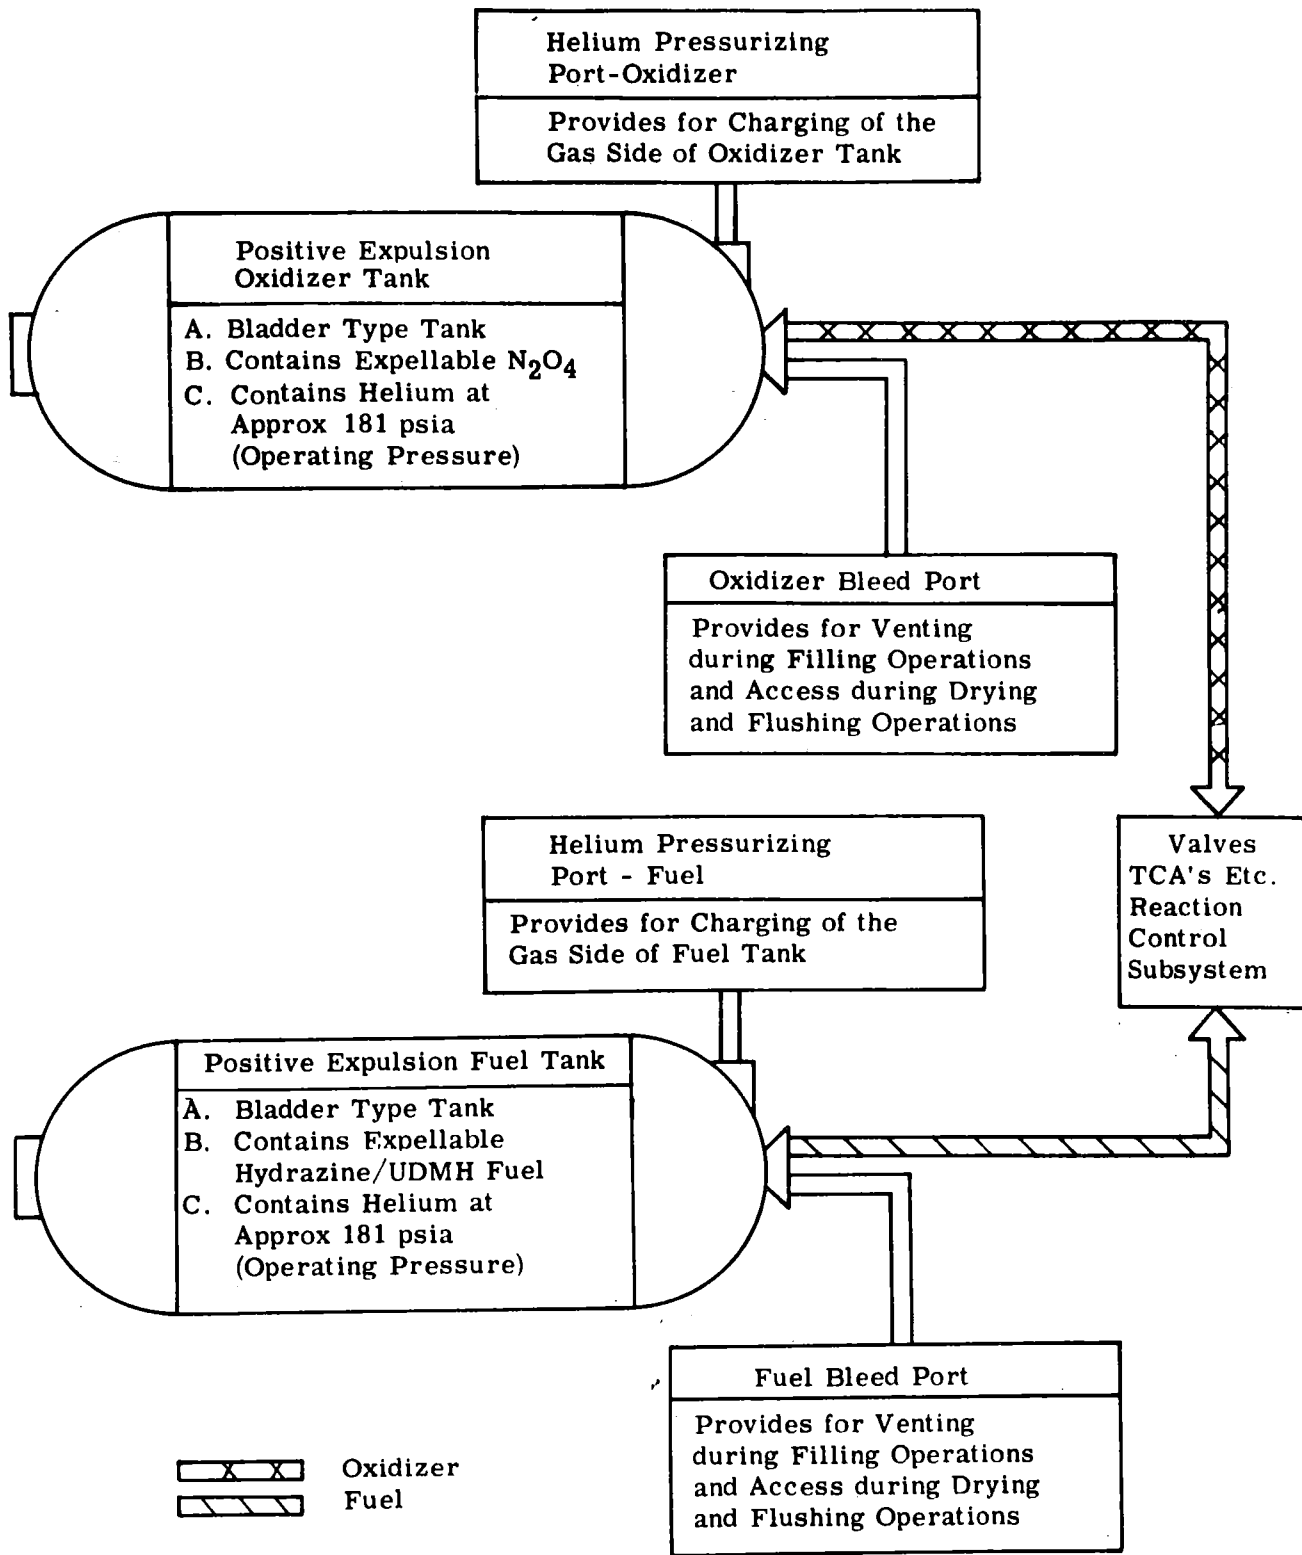 Helium Pressurizing
Port-Oxidizer
Provides for Charging of the
Gas Side of Oxidizer Tank
Positive Expulsion
Oxidizer Tank
A. Bladder Type Tank
B. Contains Expellable N₂O₄
C. Contains Helium at
Approx 181 psia
(Operating Pressure)
Oxidizer Bleed Port
Provides for Venting
during Filling Operations
and Access during Drying
and Flushing Operations
Helium Pressurizing
Port - Fuel
Provides for Charging of the
Gas Side of Fuel Tank
Valves
TCA's Etc.
Reaction
Control
Subsystem
Positive Expulsion Fuel Tank
A. Bladder Type Tank
B. Contains Expellable
Hydrazine/UDMH Fuel
C. Contains Helium at
Approx 181 psia
(Operating Pressure)
Fuel Bleed Port
Provides for Venting
during Filling Operations
and Access during Drying
and Flushing Operations
Oxidizer
Fuel